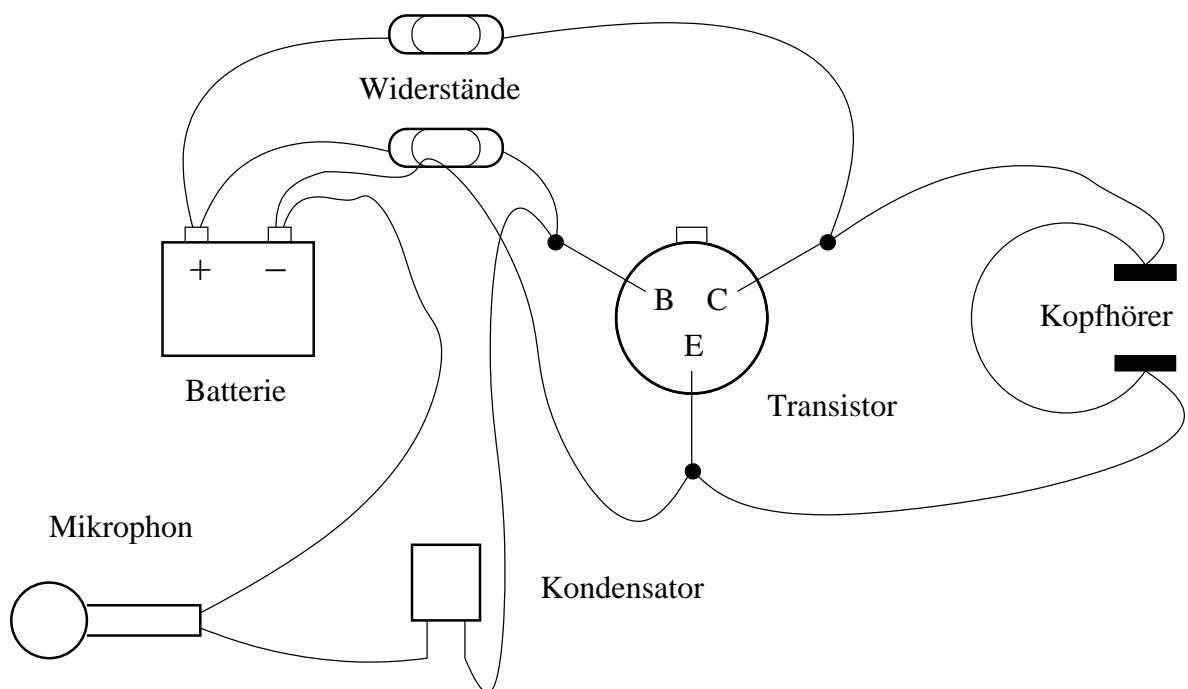 Widerstände
+ −
B C
E
Kopfhörer
Batterie
Transistor
Mikrophon
Kondensator